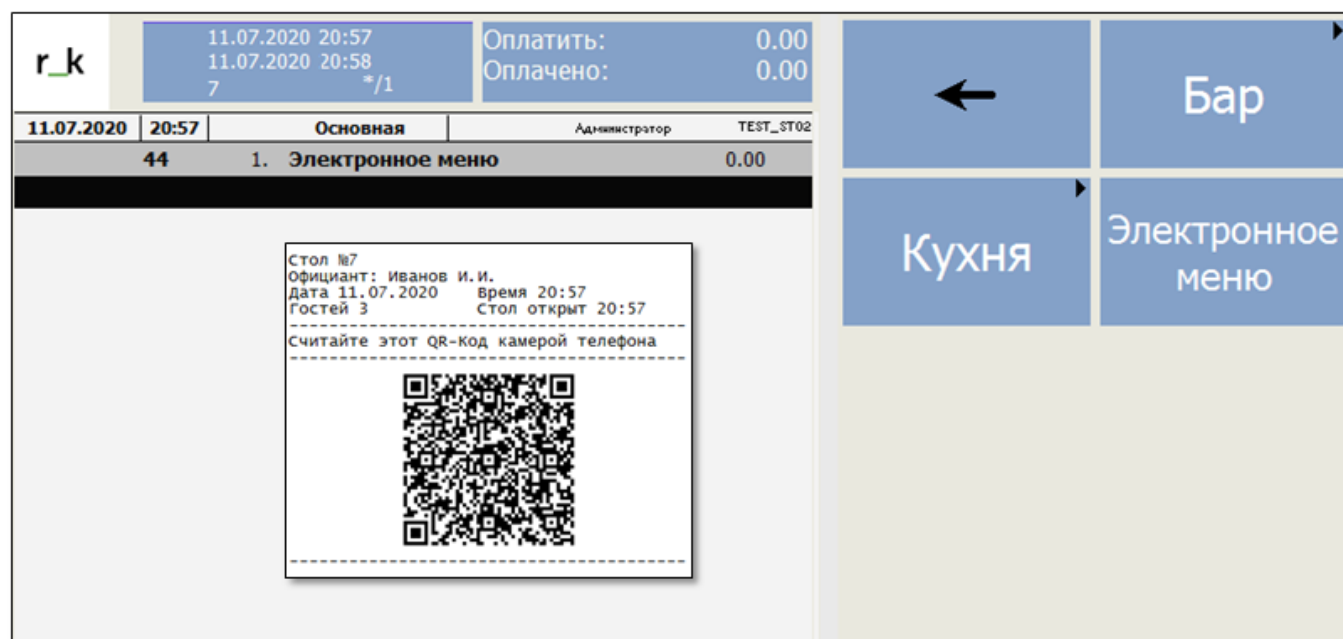 r_k
11.07.2020 20:57
11.07.2020 20:58
7 */1
Оплатить: 0.00
Оплачено: 0.00
11.07.2020 20:57 Основная Администратор TEST_ST02
44 1. Электронное меню 0.00
Стол №7
Официант: Иванов И.И.
Дата 11.07.2020 Время 20:57
Гостей 3 Стол открыт 20:57
----------------------------------------
Считайте этот QR-Код камерой телефона
----------------------------------------
----------------------------------------
Бар
Кухня
Электронное
меню